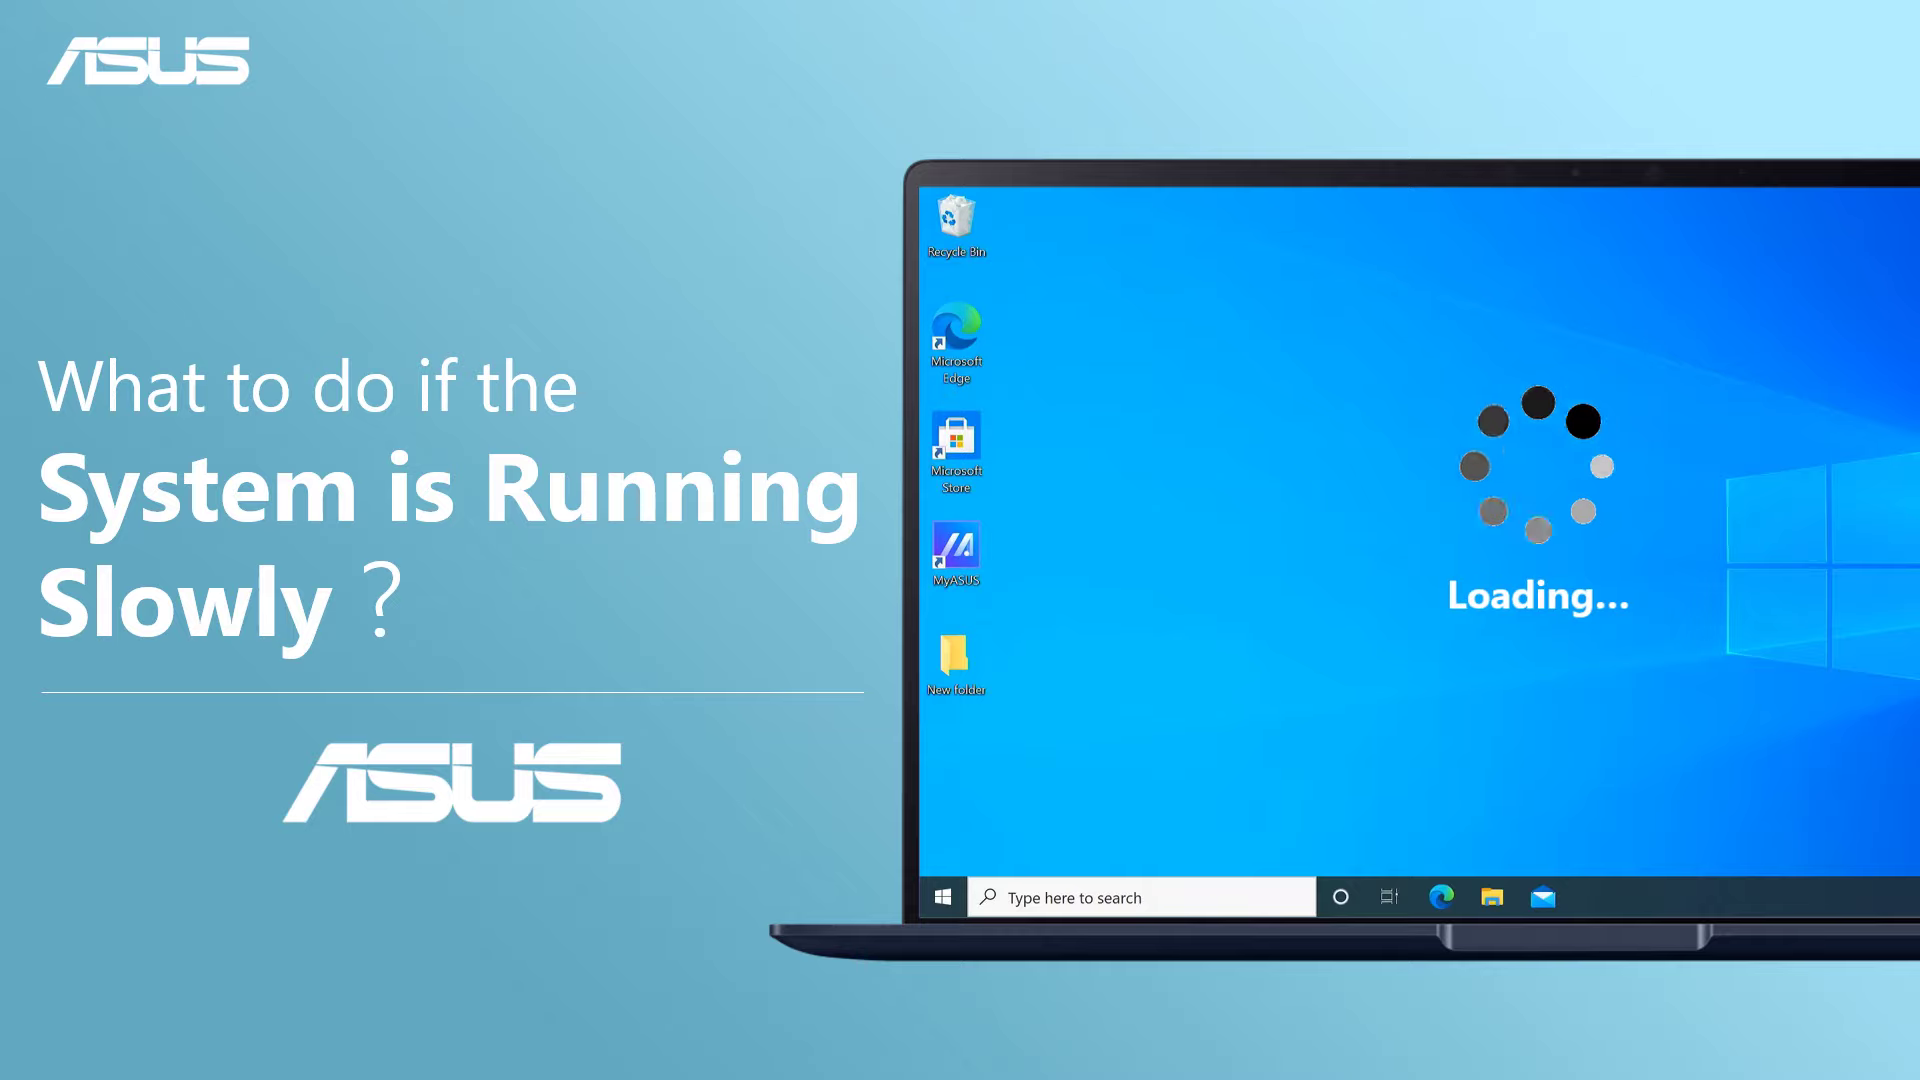 ASUS
What to do if the
System is Running
Slowly ?
ASUS
Recycle Bin
Microsoft
Edge
Microsoft
Store
MyASUS
New folder
Loading...
Type here to search